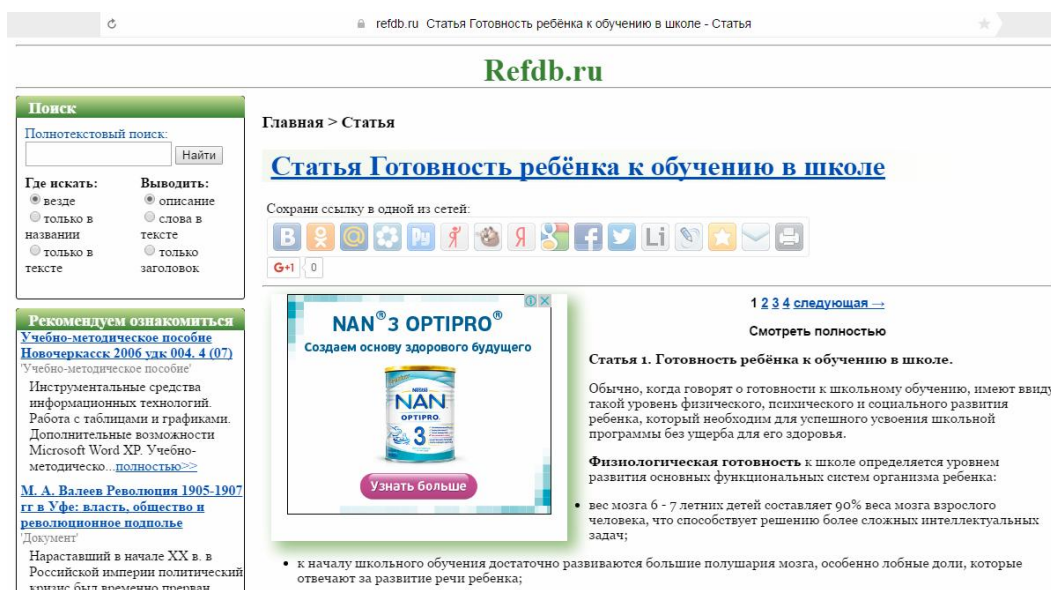 refdb.ru Статья Готовность ребёнка к обучению в школе - Статья
Refdb.ru
Поиск
Полнотекстовый поиск:
Найти
Где искать:
везде
только в
названии
только в
тексте
Выводить:
описание
слова в
тексте
только
заголовок
Рекомендуем ознакомиться
Учебно-методическое пособие
Новочеркасск 2006 удк 004. 4 (07)
'Учебно-методическое пособие'
Инструментальные средства
информационных технологий.
Работа с таблицами и графиками.
Дополнительные возможности
Microsoft Word XP. Учебно-
методическо...полностью>>
М. А. Валеев Революция 1905-1907
гг в Уфе: власть, общество и
революционное подполье
'Документ'
Нараставший в начале XX в. в
Российской империи политический
кризис был временно прерван
Главная > Статья
Статья Готовность ребёнка к обучению в школе
Сохрани ссылку в одной из сетей:
G+1 0
NAN® 3 OPTIPRO®
Создаем основу здорового будущего
Nestlé
NAN
OPTIPRO
3
Узнать больше
1 2 3 4 следующая →
Смотреть полностью
Статья 1. Готовность ребёнка к обучению в школе.
Обычно, когда говорят о готовности к школьному обучению, имеют ввиду
такой уровень физического, психического и социального развития
ребенка, который необходим для успешного усвоения школьной
программы без ущерба для его здоровья.
Физиологическая готовность к школе определяется уровнем
развития основных функциональных систем организма ребенка:
• вес мозга 6 - 7 летних детей составляет 90% веса мозга взрослого
человека, что способствует решению более сложных интеллектуальных
задач;
• к началу школьного обучения достаточно развиваются большие полушария мозга, особенно лобные доли, которые
отвечают за развитие речи ребенка;